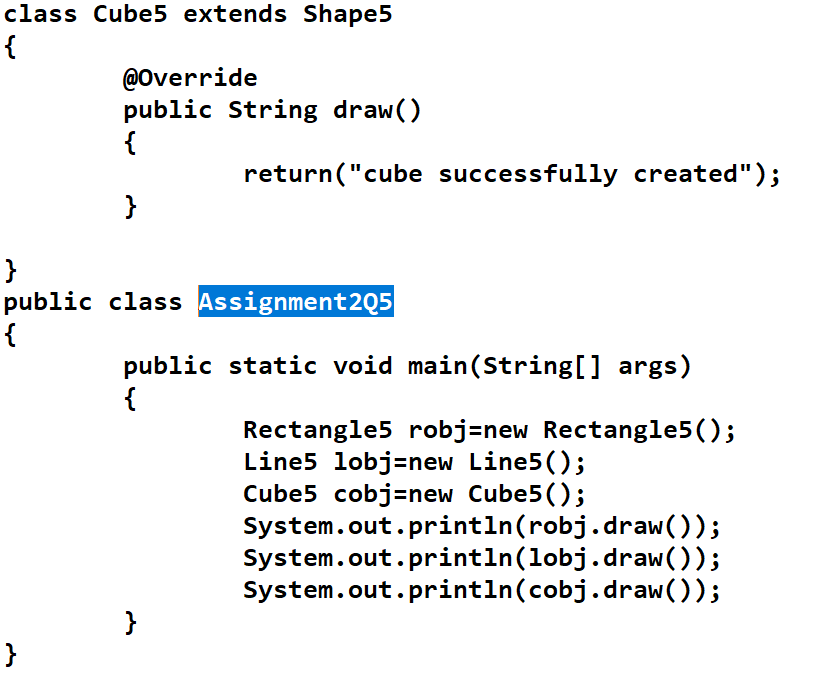 class Cube5 extends Shape5
{
@Override
public String draw()
{
return("cube successfully created");
}
}
public class Assignment2Q5
{
public static void main(String[] args)
{
Rectangle5 robj=new Rectangle5();
Line5 lobj=new Line5();
Cube5 cobj=new Cube5();
System.out.println(robj.draw());
System.out.println(lobj.draw());
System.out.println(cobj.draw());
}
}